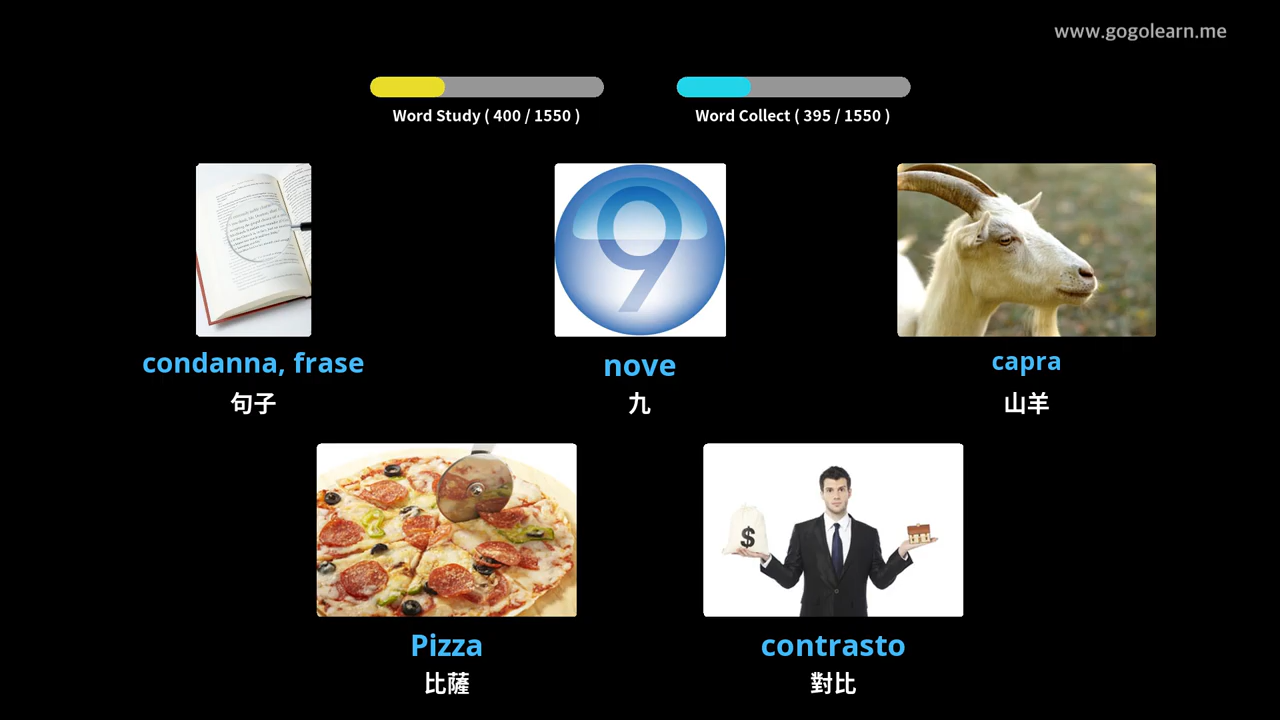 www.gogolearn.me
Word Study ( 400 / 1550 )
Word Collect ( 395 / 1550 )
9
condanna, frase
句子
nove
九
capra
山羊
$
Pizza
比薩
contrasto
對比